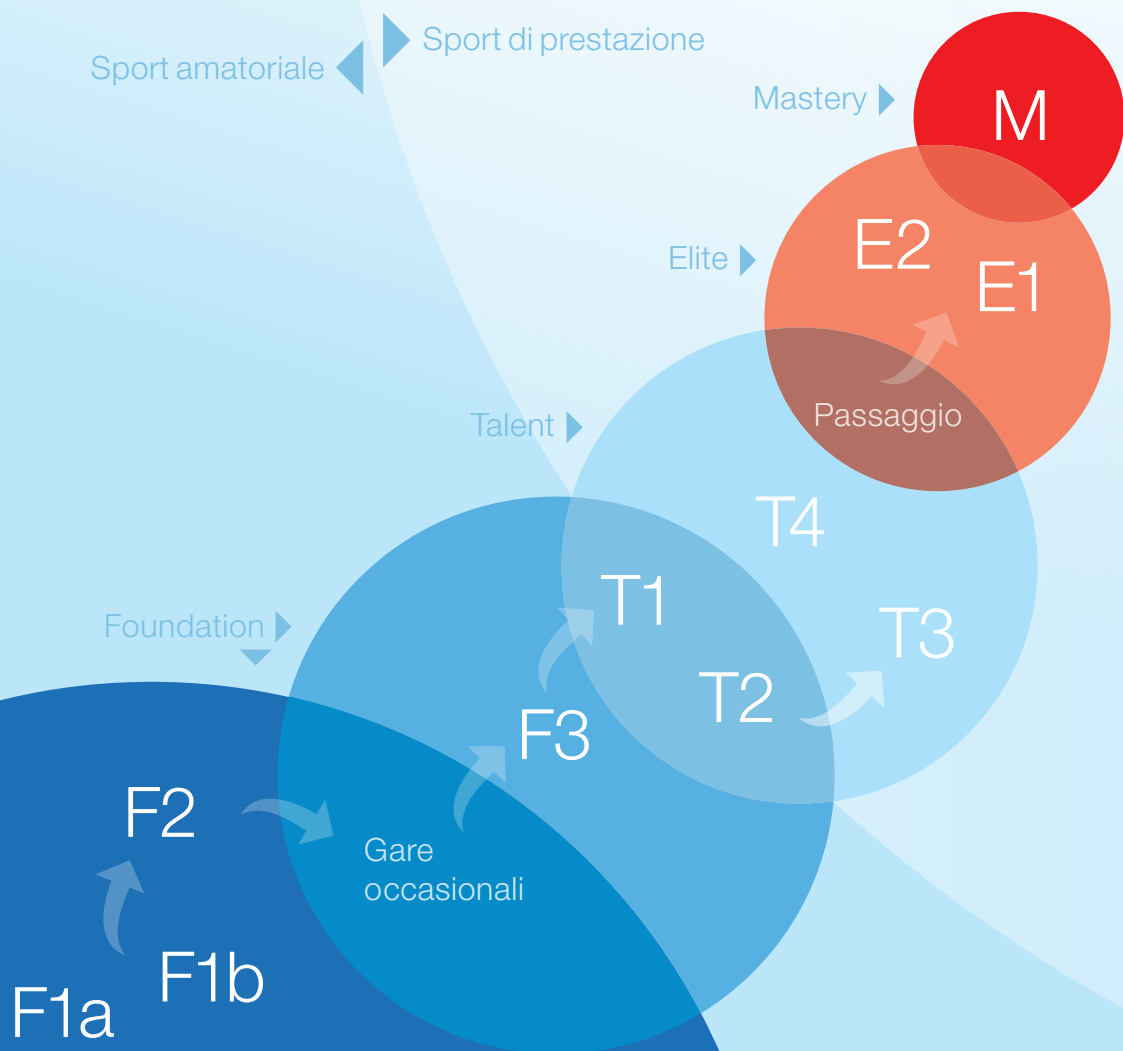 Sport di prestazione
Sport amatoriale
Mastery
M
E2
Elite
E1
Passaggio
Talent
T4
T1
T3
Foundation
T2
F3
F2
Gare
occasionali
F1b
F1a